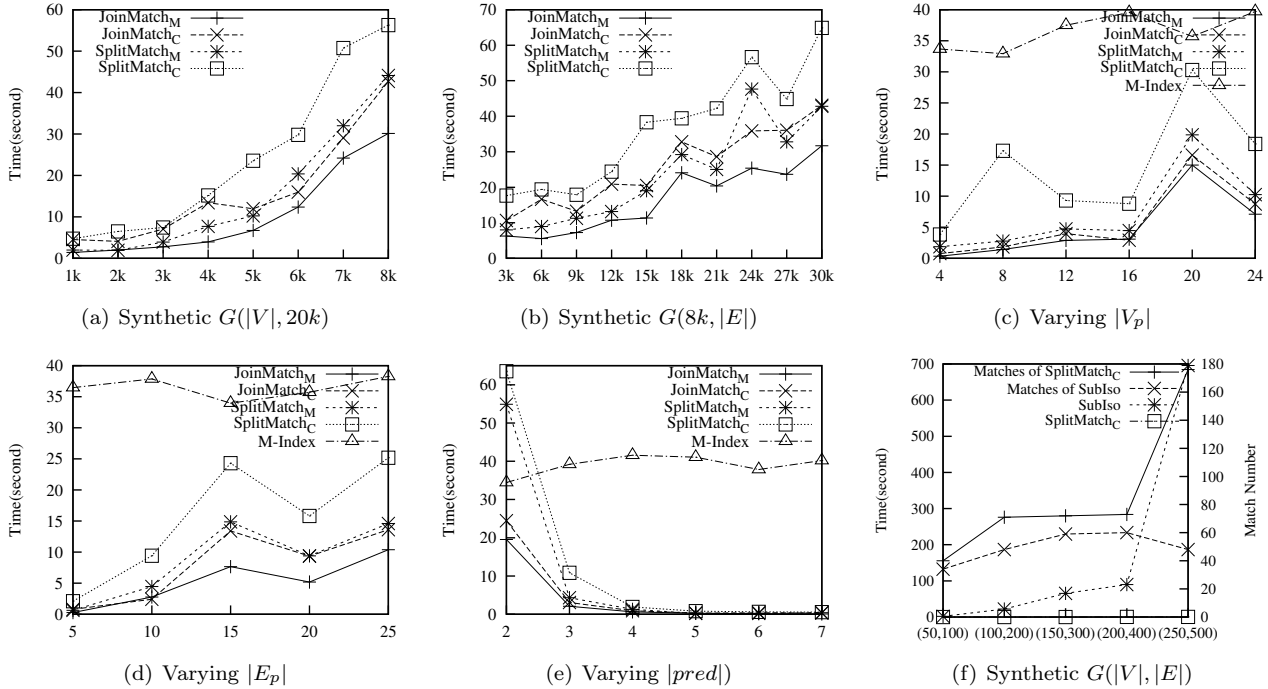 Time(second)
60
50
40
30
20
10
0
JoinMatch_M
JoinMatch_C
SplitMatch_M
SplitMatch_C
1k 2k 3k 4k 5k 6k 7k 8k
(a) Synthetic G(|V|, 20k)
Time(second)
70
60
50
40
30
20
10
0
JoinMatch_M
JoinMatch_C
SplitMatch_M
SplitMatch_C
3k 6k 9k 12k 15k 18k 21k 24k 27k 30k
(b) Synthetic G(8k, |E|)
Time(second)
40
35
30
25
20
15
10
5
0
JoinMatch_M
JoinMatch_C
SplitMatch_M
SplitMatch_C
M-Index
4 8 12 16 20 24
(c) Varying |V_p|
Time(second)
40
35
30
25
20
15
10
5
0
JoinMatch_M
JoinMatch_C
SplitMatch_M
SplitMatch_C
M-Index
5 10 15 20 25
(d) Varying |E_p|
Time(second)
60
50
40
30
20
10
0
JoinMatch_M
JoinMatch_C
SplitMatch_M
SplitMatch_C
M-Index
2 3 4 5 6 7
(e) Varying |pred|)
Time(second)
700
600
500
400
300
200
100
0
Matches of SplitMatch_C
Matches of SubIso
SubIso
SplitMatch_C
180
160
140
120
100
80
60
40
20
0
Match Number
(50,100) (100,200) (150,300) (200,400) (250,500)
(f) Synthetic G(|V|, |E|)